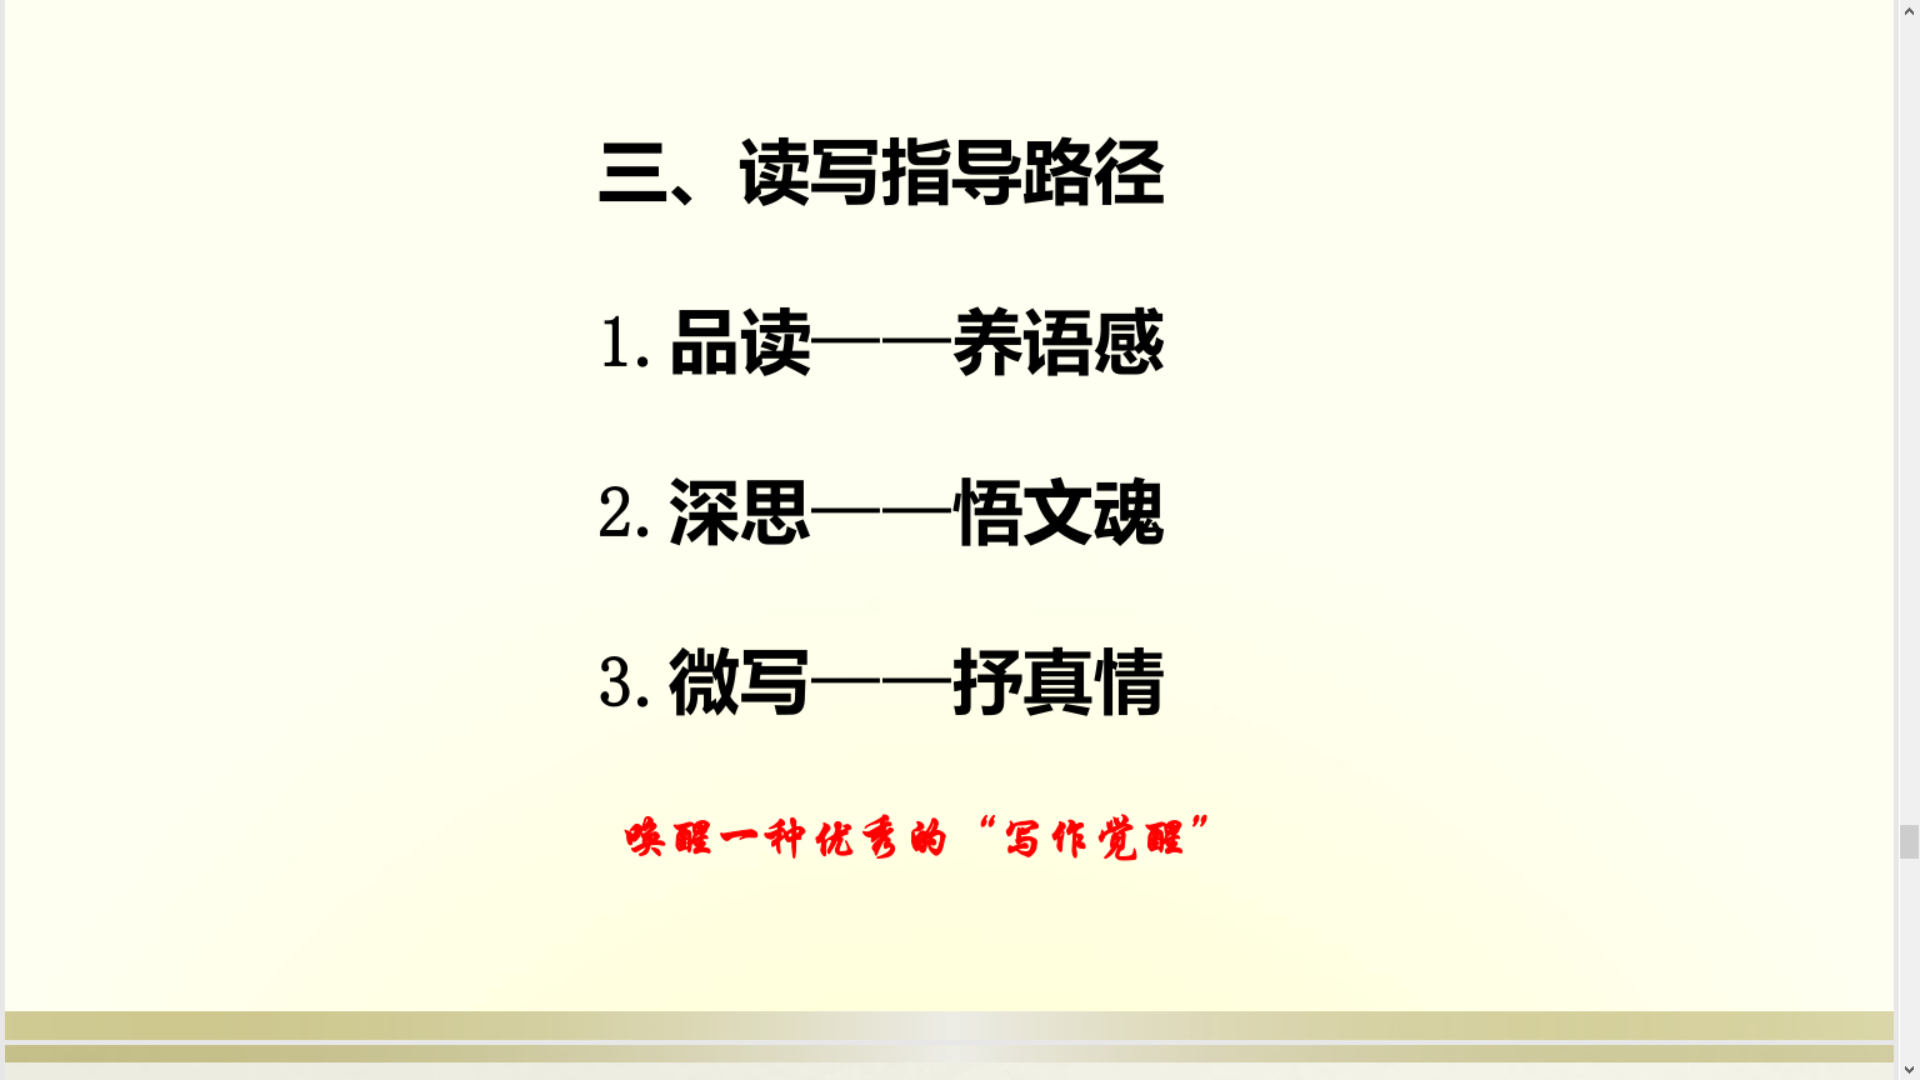 三、读写指导路径
1.品读——养语感
2.深思——悟文魂
3.微写——抒真情
唤醒一种优秀的“写作觉醒”